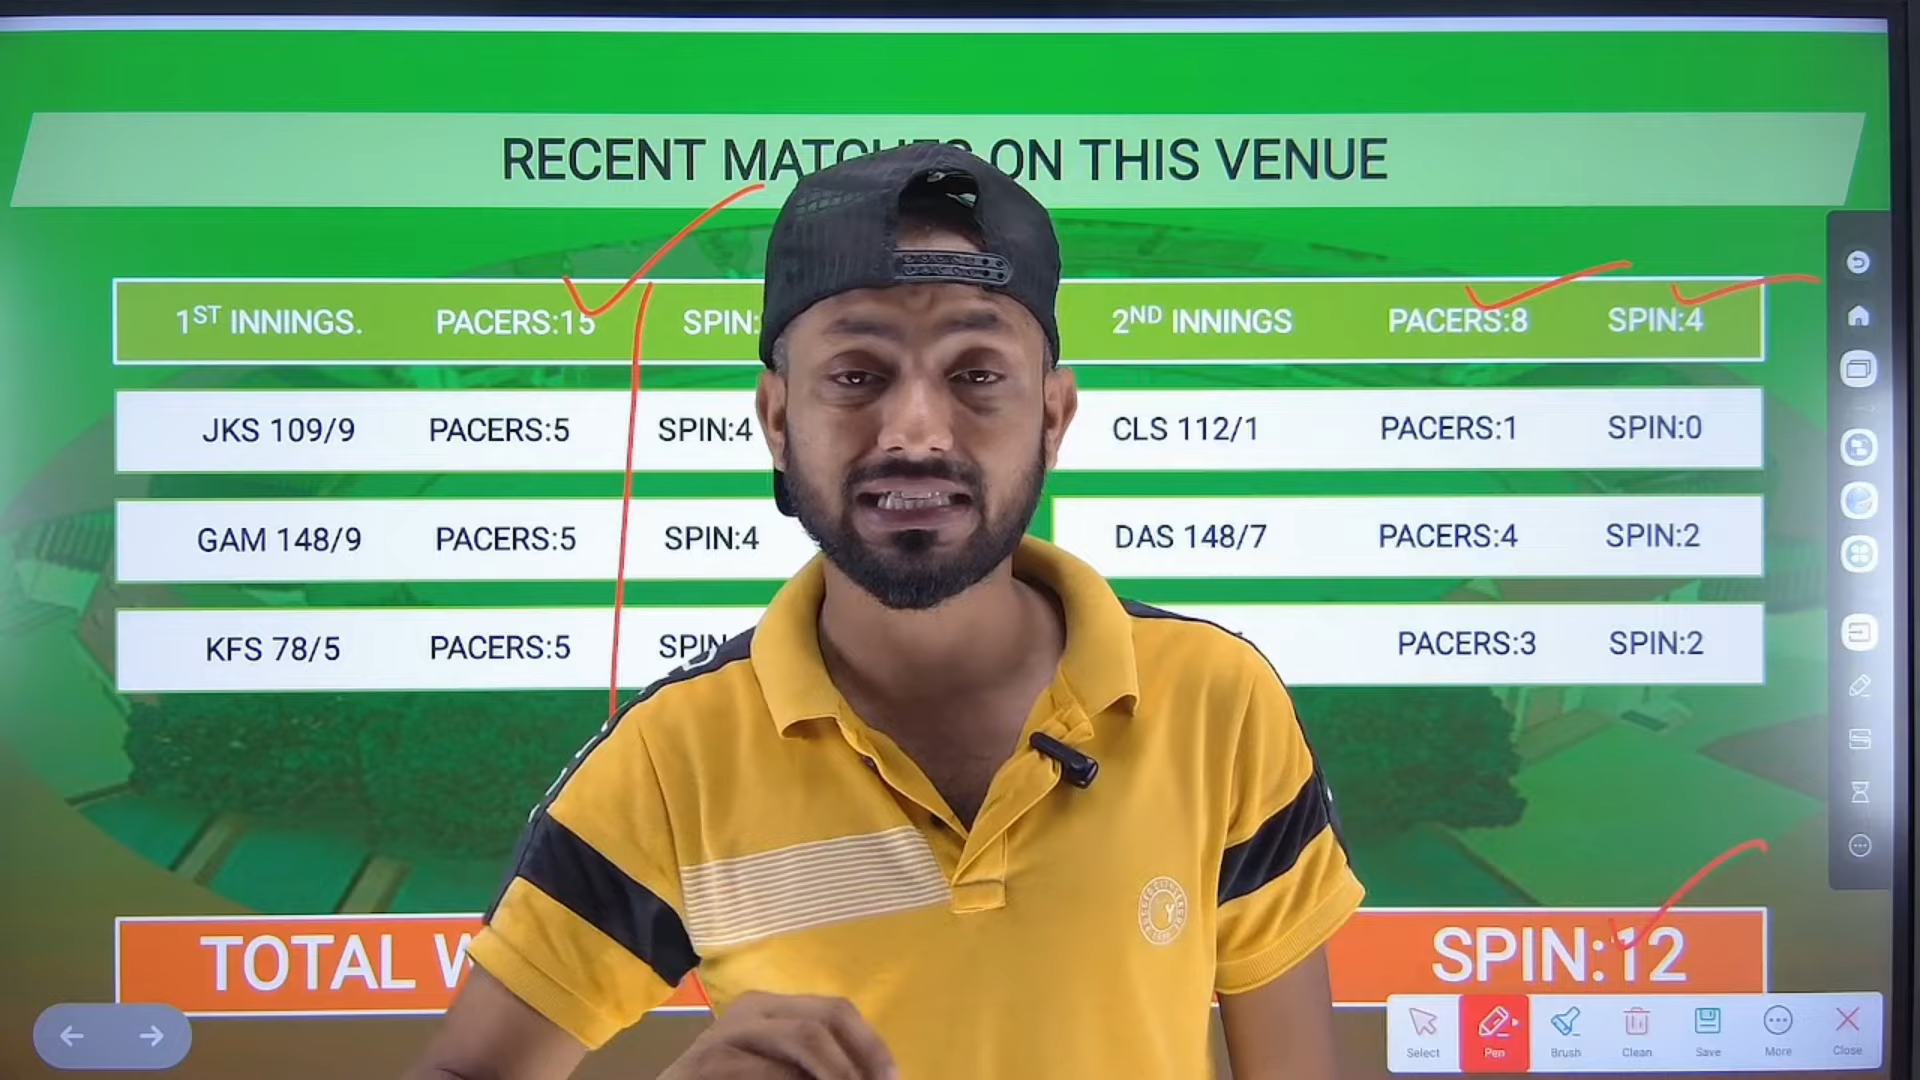 RECENT MATCHES ON THIS VENUE
1ST INNINGS. PACERS:15 SPIN: 2ND INNINGS PACERS:8 SPIN:4
JKS 109/9 PACERS:5 SPIN:4 CLS 112/1 PACERS:1 SPIN:0
GAM 148/9 PACERS:5 SPIN:4 DAS 148/7 PACERS:4 SPIN:2
KFS 78/5 PACERS:5 SPIN PACERS:3 SPIN:2
TOTAL SPIN:12
Select Pen Brush Clean Save More Close